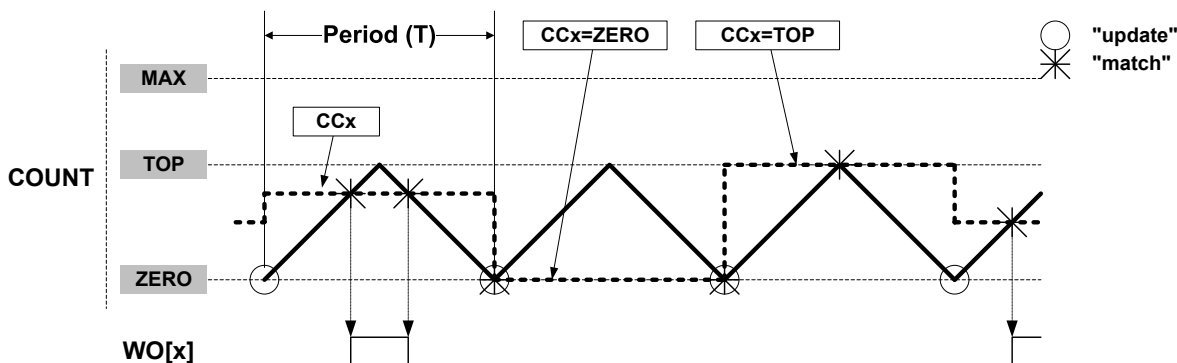 Period (T)
CCx=ZERO
CCx=TOP
"update"
"match"
MAX
CCx
TOP
COUNT
ZERO
WO[x]